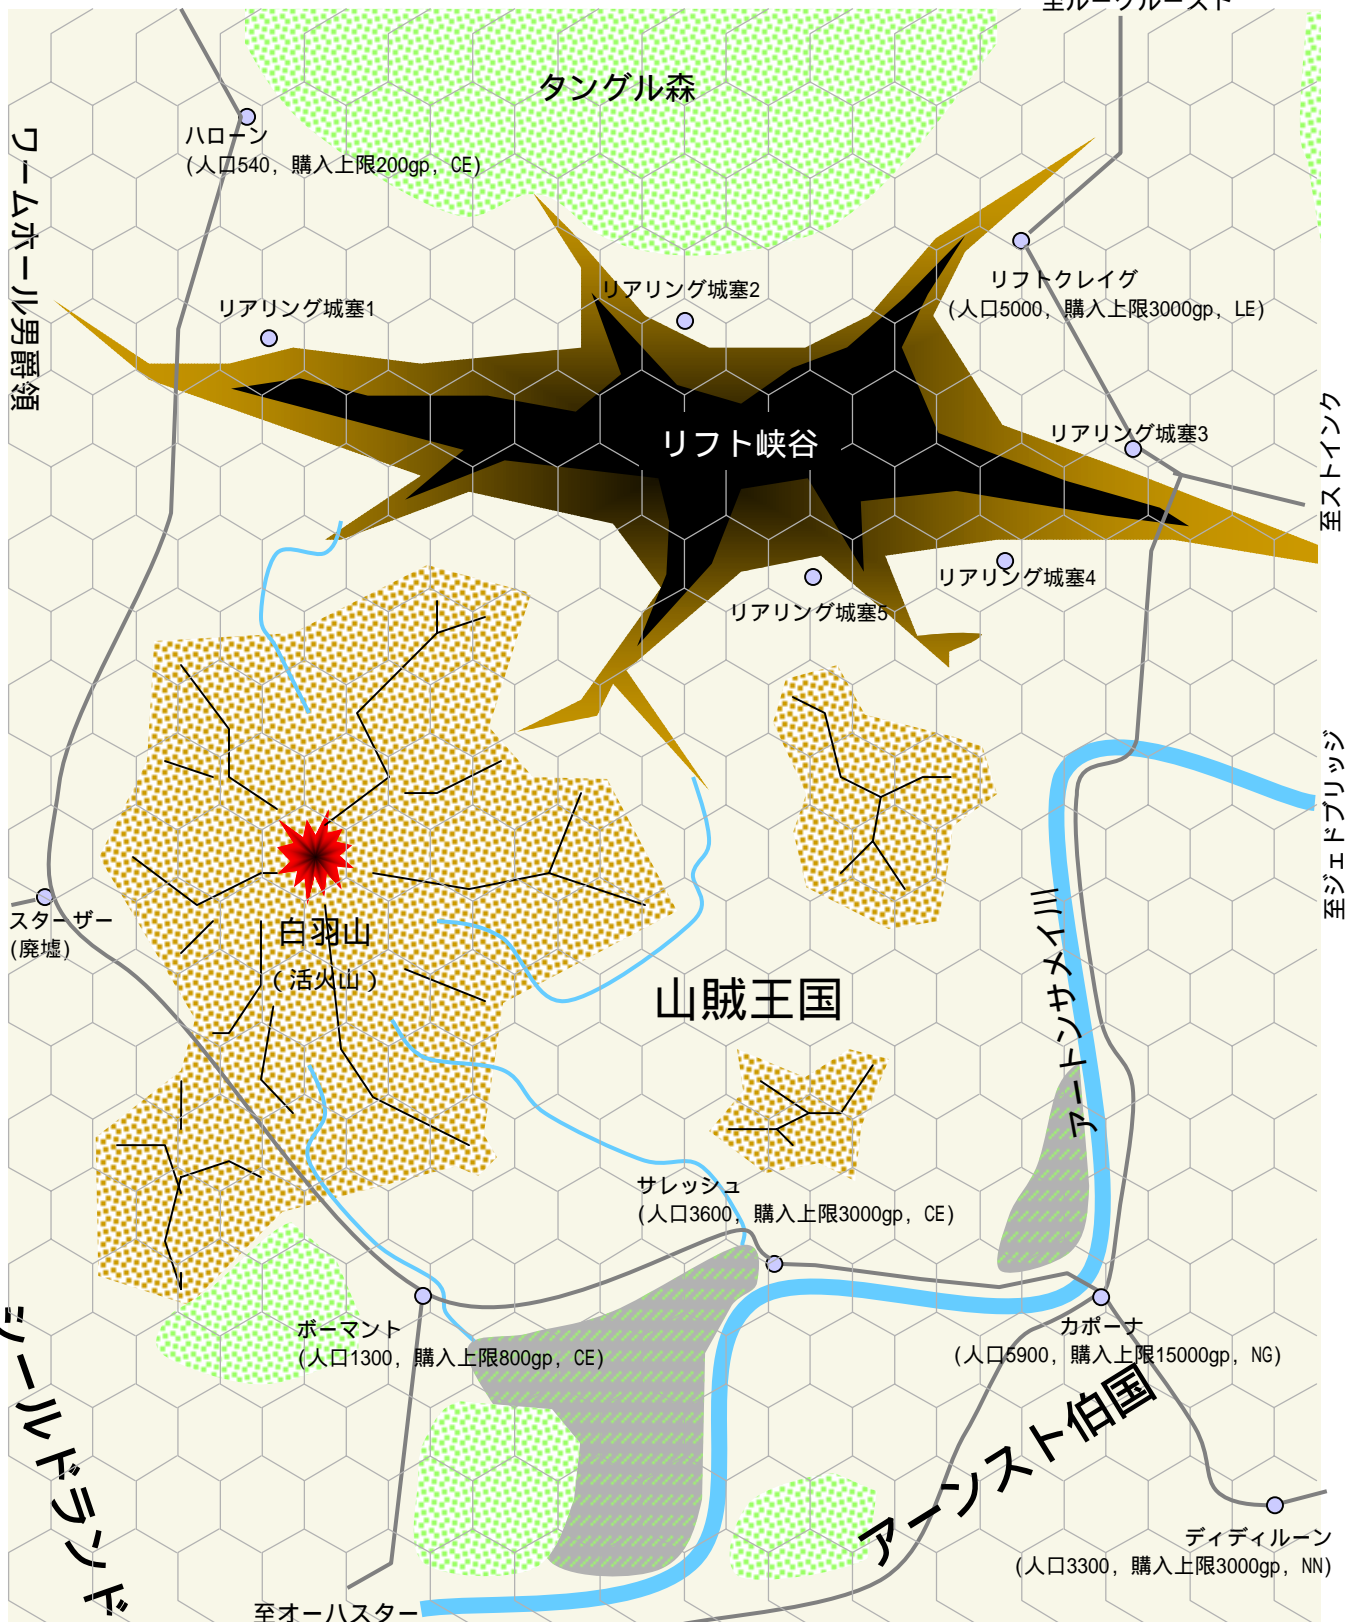 至ルークルースト
タングル森
ハローン
(人口540, 購入上限200gp, CE)
ワームホール男爵領
リフトクレイグ
(人口5000, 購入上限3000gp, LE)
リアリング城塞1
リアリング城塞2
リフト峡谷
リアリング城塞3
至ストインク
リアリング城塞4
リアリング城塞5
至ジェドブリッジ
スターザー
(廃墟)
白羽山
(活火山)
山賊王国
アートンサメイ川
サレッシュ
(人口3600, 購入上限3000gp, CE)
ボーマント
(人口1300, 購入上限800gp, CE)
カポーナ
(人口5900, 購入上限15000gp, NG)
シールドランド
アーンスト伯国
ディディルーン
(人口3300, 購入上限3000gp, NN)
至オーハスター